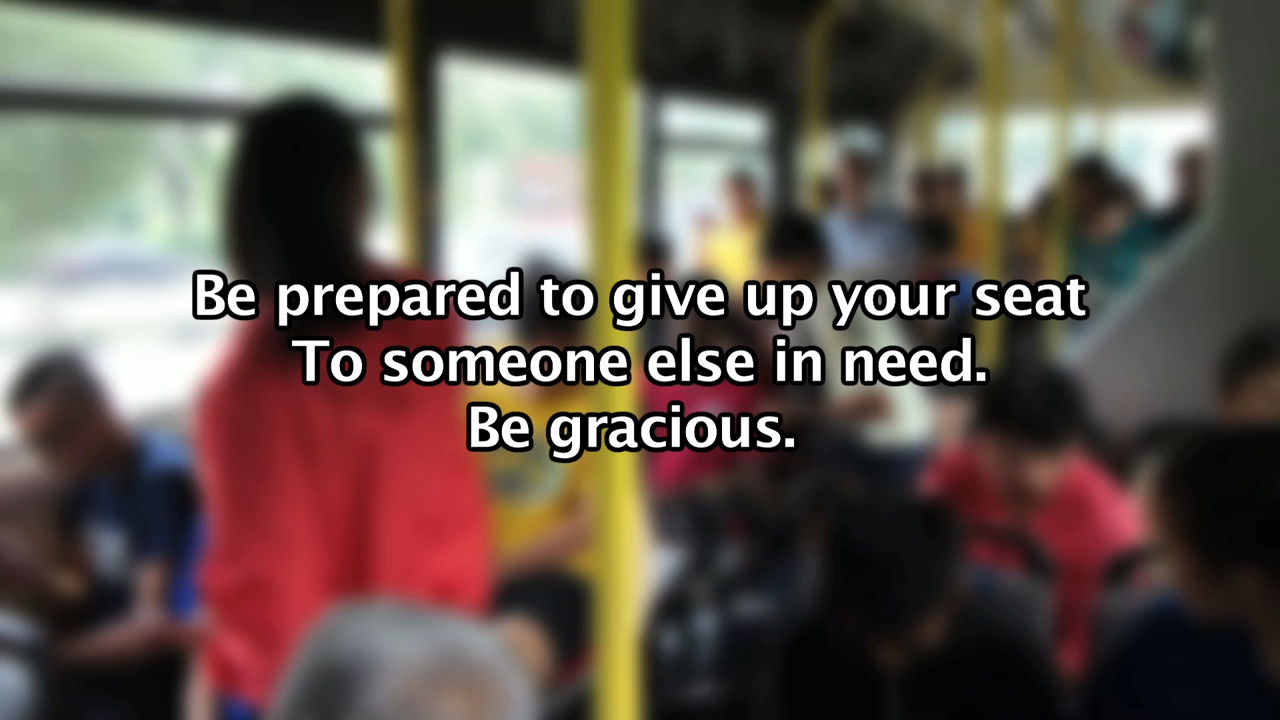 Be prepared to give up your seat
To someone else in need.
Be gracious.